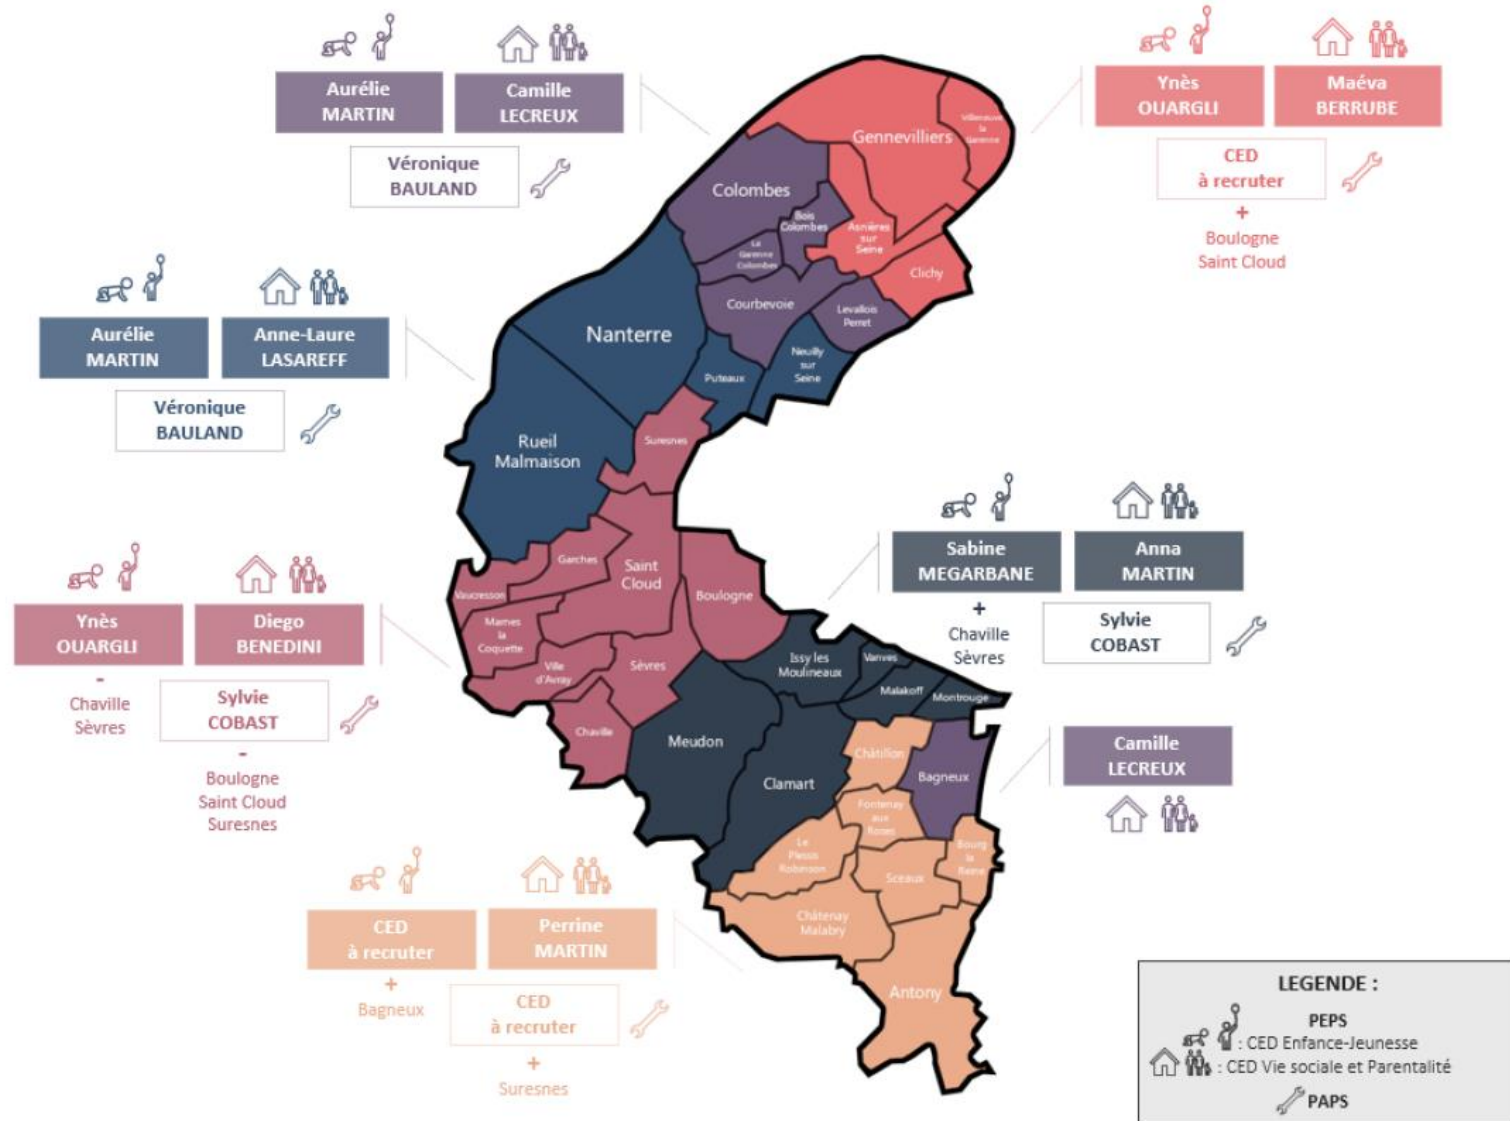 Aurélie
MARTIN
Camille
LECREUX
Véronique
BAULAND
Ynès
OUARGLI
Maéva
BERRUBE
CED
à recruter
+
Boulogne
Saint Cloud
Aurélie
MARTIN
Anne-Laure
LASAREFF
Véronique
BAULAND
Gennevilliers
Villeneuve
la
Garenne
Colombes
Bois
Colombes
Asnières
sur
Seine
La
Garenne
Colombes
Clichy
Courbevoie
Levallois
Perret
Nanterre
Neuilly
sur
Seine
Puteaux
Rueil
Malmaison
Suresnes
Garches
Saint
Cloud
Vaucresson
Boulogne
Marnes
la
Coquette
Ville
d'Avray
Sèvres
Chaville
Issy les
Moulineaux
Vanves
Malakoff
Montrouge
Meudon
Clamart
Châtillon
Bagneux
Fontenay
aux
Roses
Le
Plessis
Robinson
Sceaux
Bourg
la
Reine
Châtenay
Malabry
Antony
Sabine
MEGARBANE
Anna
MARTIN
+
Chaville
Sèvres
Sylvie
COBAST
Ynès
OUARGLI
Diego
BENEDINI
-
Chaville
Sèvres
Sylvie
COBAST
-
Boulogne
Saint Cloud
Suresnes
Camille
LECREUX
CED
à recruter
Perrine
MARTIN
+
Bagneux
CED
à recruter
+
Suresnes
LEGENDE :
PEPS
: CED Enfance-Jeunesse
: CED Vie sociale et Parentalité
PAPS